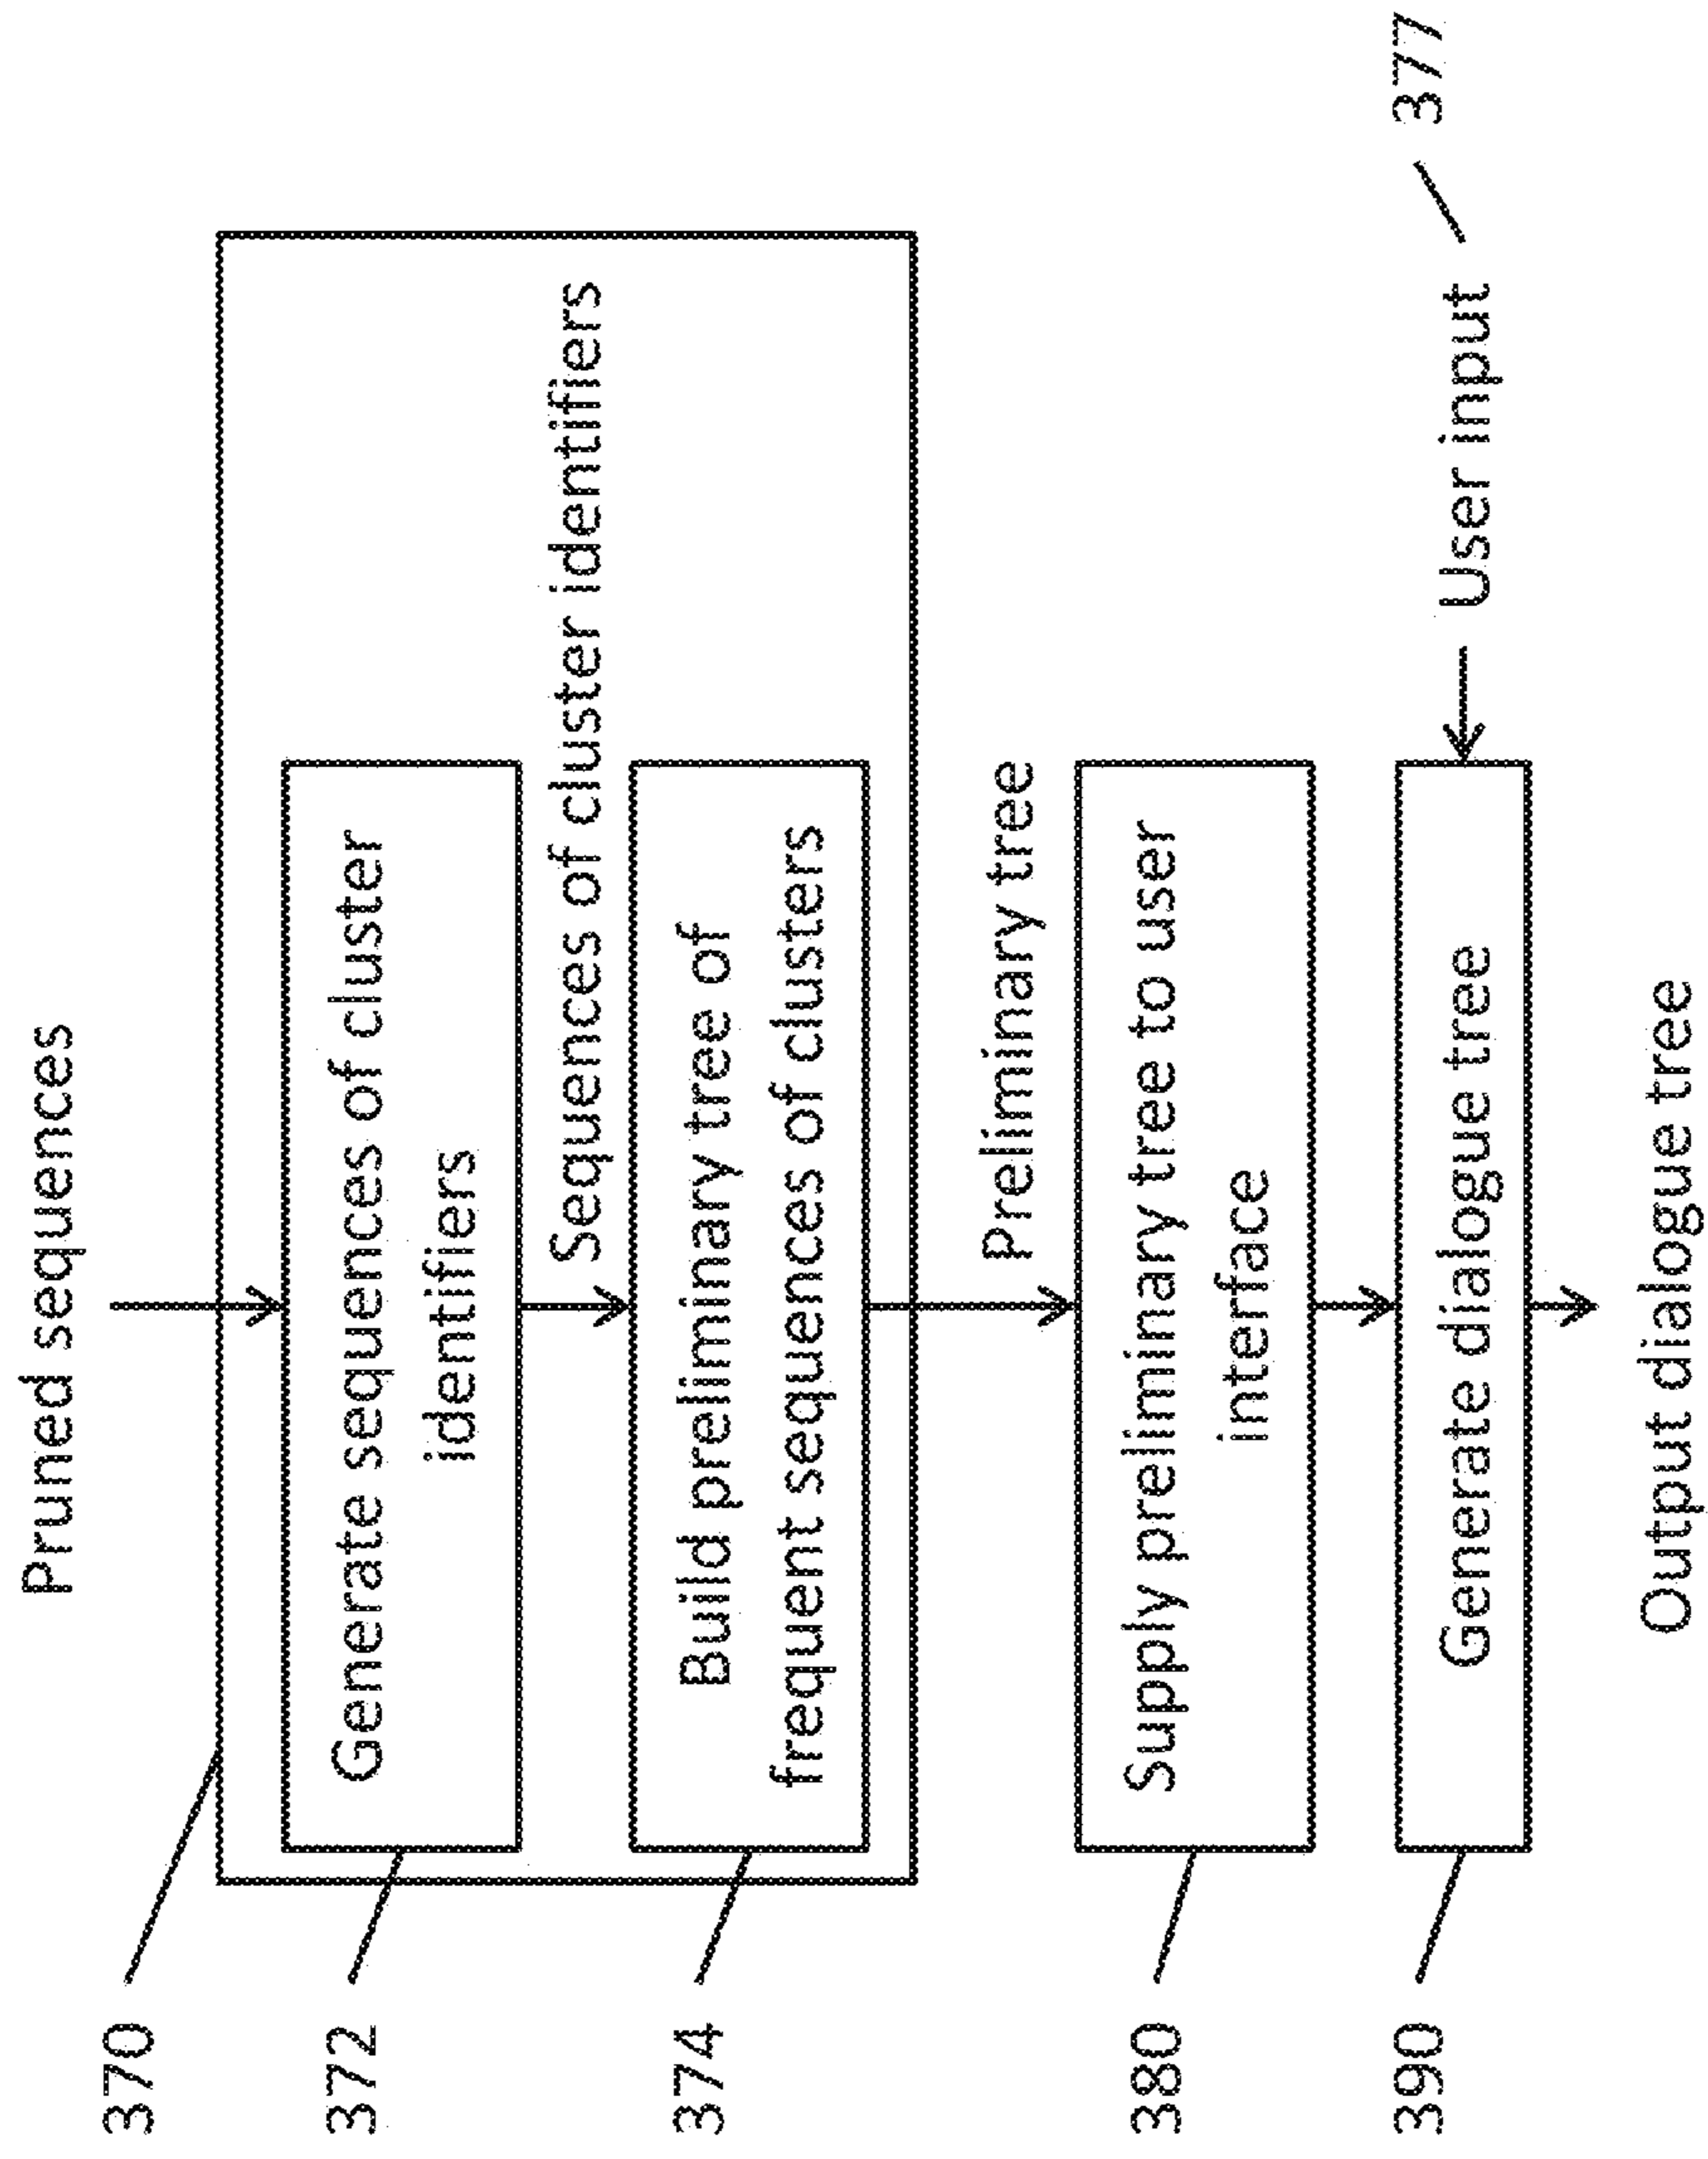 Pruned sequences
370
372
Generate sequences of cluster
identifiers
Sequences of cluster identifiers
374
Build preliminary tree of
frequent sequences of clusters
Preliminary tree
380
Supply preliminary tree to user
interface
390
Generate dialogue tree
User input
377
Output dialogue tree